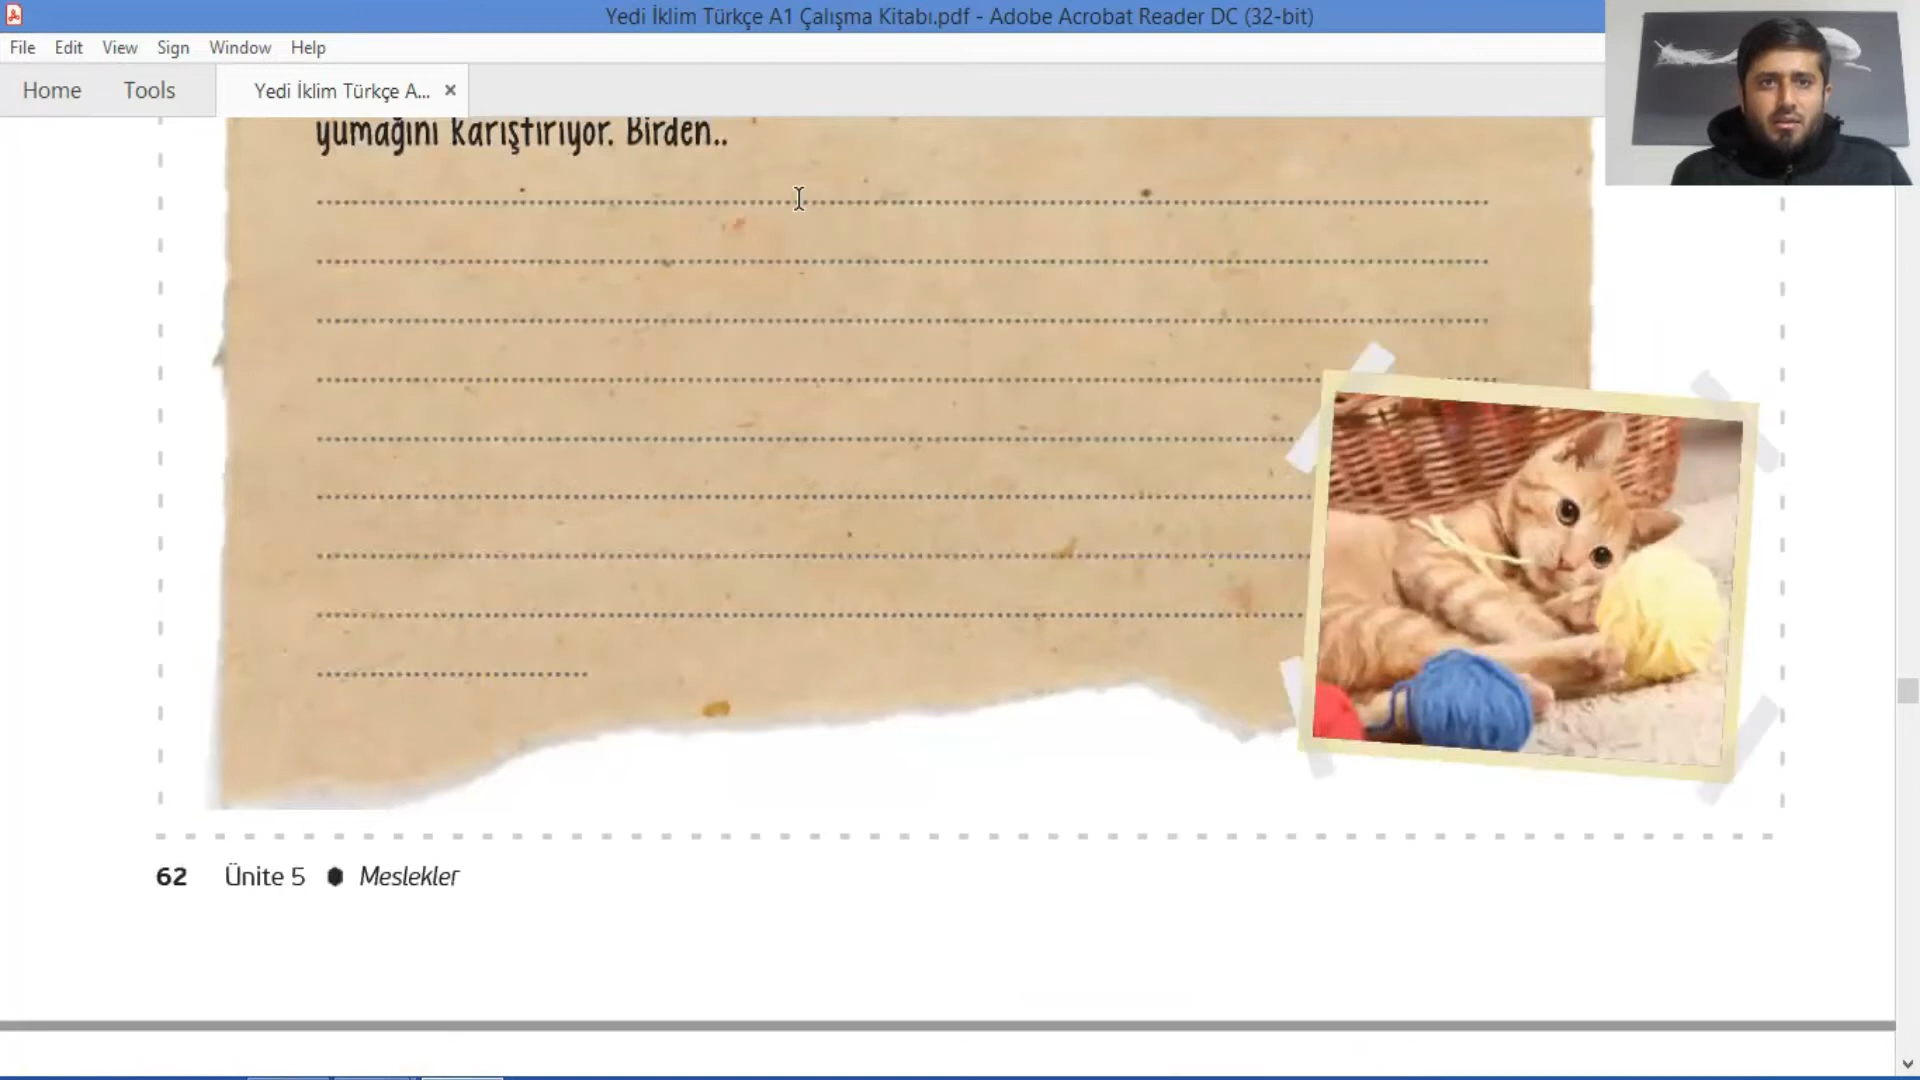 Yedi İklim Türkçe A1 Çalışma Kitabı.pdf - Adobe Acrobat Reader DC (32-bit)
File Edit View Sign Window Help
Home Tools Yedi İklim Türkçe A... ×
yumağını karıştırıyor. Birden..
62 Ünite 5 ● Meslekler